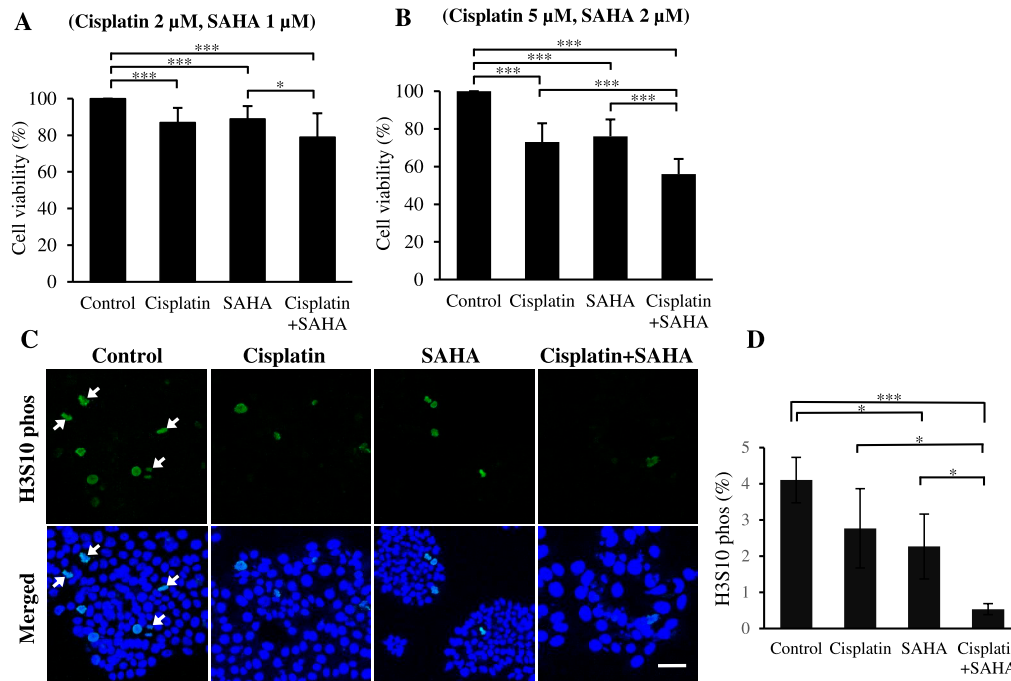 A
(Cisplatin 2 µM, SAHA 1 µM)
***
***
***
*
Cell viability (%)
100
80
60
40
20
0
Control Cisplatin SAHA Cisplatin
+SAHA
B
(Cisplatin 5 µM, SAHA 2 µM)
***
***
***
***
***
Cell viability (%)
100
80
60
40
20
0
Control Cisplatin SAHA Cisplatin
+SAHA
C
Control Cisplatin SAHA Cisplatin+SAHA
H3S10 phos
Merged
D
***
*
*
*
H3S10 phos (%)
5
4
3
2
1
0
Control Cisplatin SAHA Cisplati
+SAHA